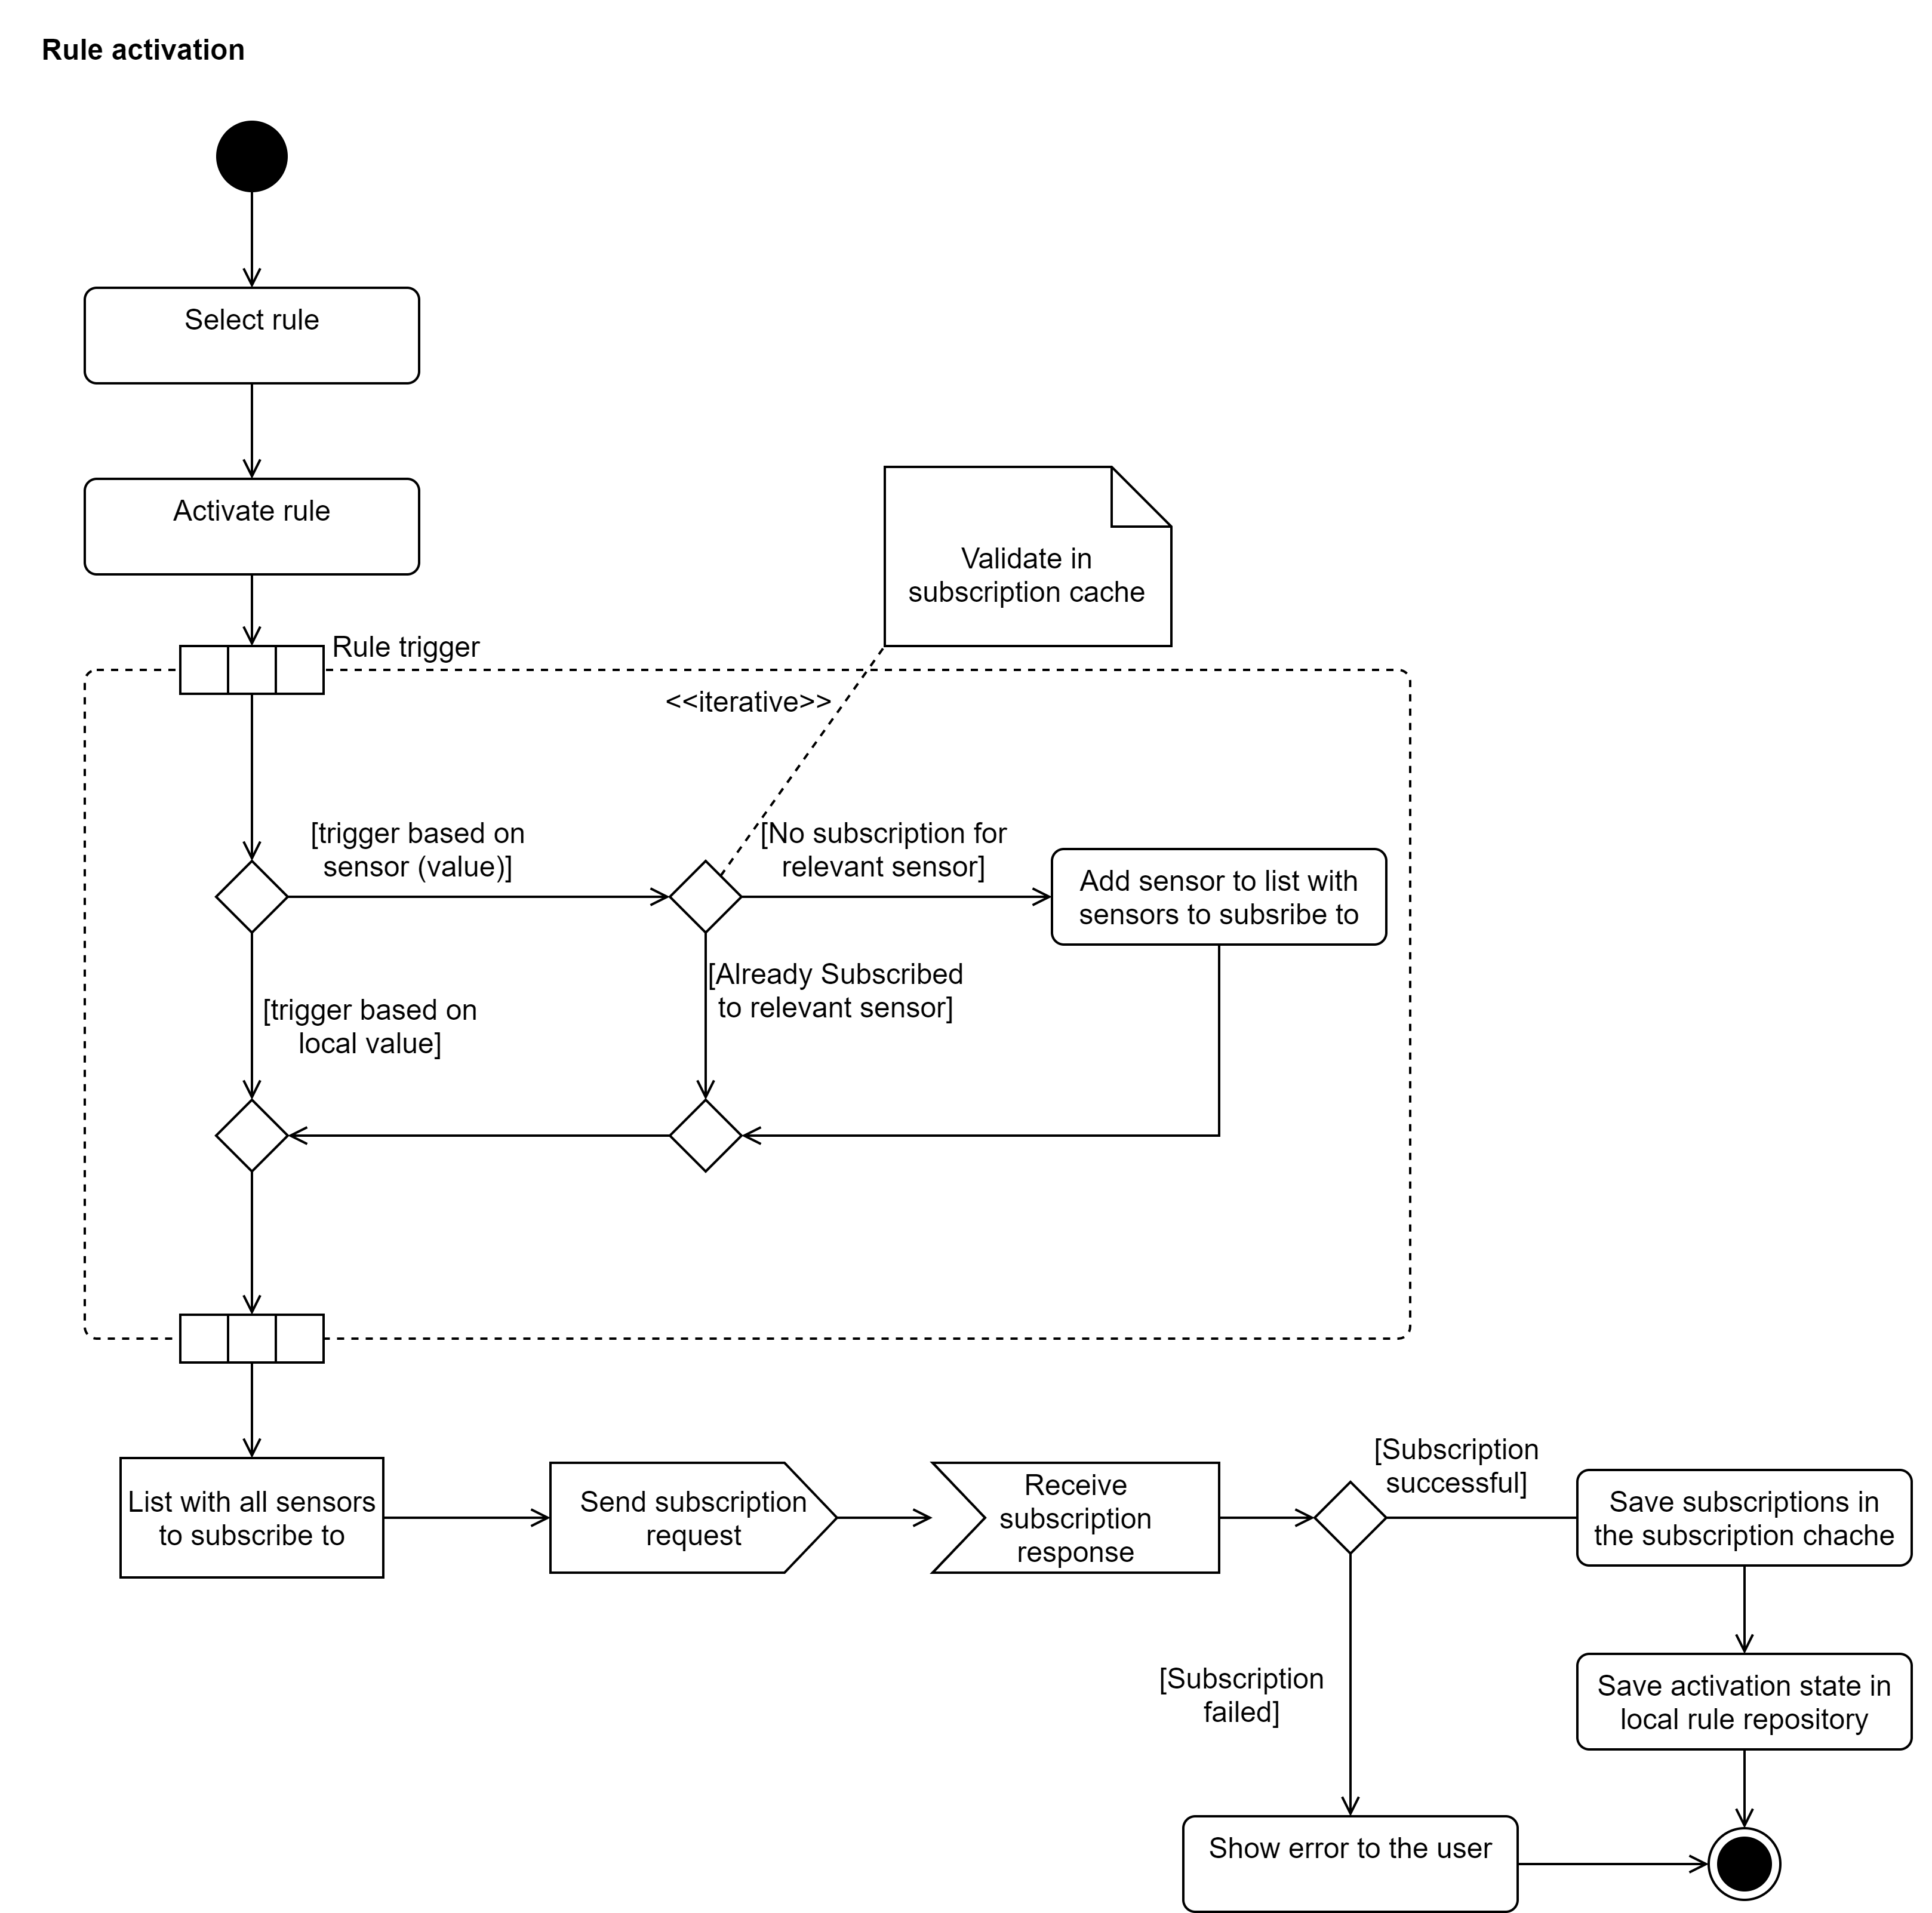 Rule activation
Select rule
Activate rule
Validate in
subscription cache
Rule trigger
<<iterative>>
[trigger based on
sensor (value)]
[No subscription for
relevant sensor]
Add sensor to list with
sensors to subsribe to
[Already Subscribed
to relevant sensor]
[trigger based on
local value]
List with all sensors
to subscribe to
Send subscription
request
Receive
subscription
response
[Subscription
successful]
Save subscriptions in
the subscription chache
[Subscription
failed]
Save activation state in
local rule repository
Show error to the user